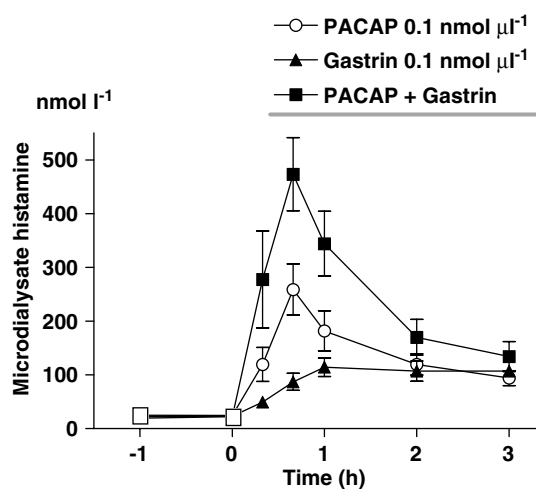 PACAP 0.1 nmol µl⁻¹
Gastrin 0.1 nmol µl⁻¹
PACAP + Gastrin
nmol l⁻¹
Microdialysate histamine
500
400
300
200
100
0
-1 0 1 2 3
Time (h)